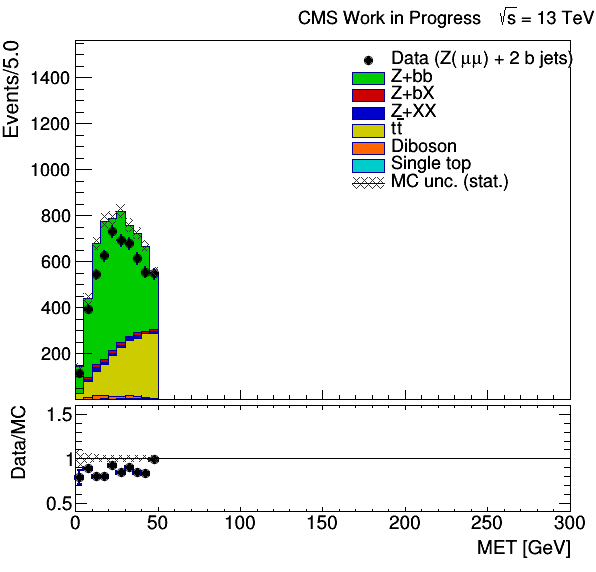 CMS Work in Progress √s = 13 TeV
Events/5.0
1400
1200
1000
800
600
400
200
Data (Z(μμ) + 2 b jets)
Z+bb
Z+bX
Z+XX
tt̅
Diboson
Single top
MC unc. (stat.)
Data/MC
1.5
1
0.5
0 50 100 150 200 250 300
MET [GeV]